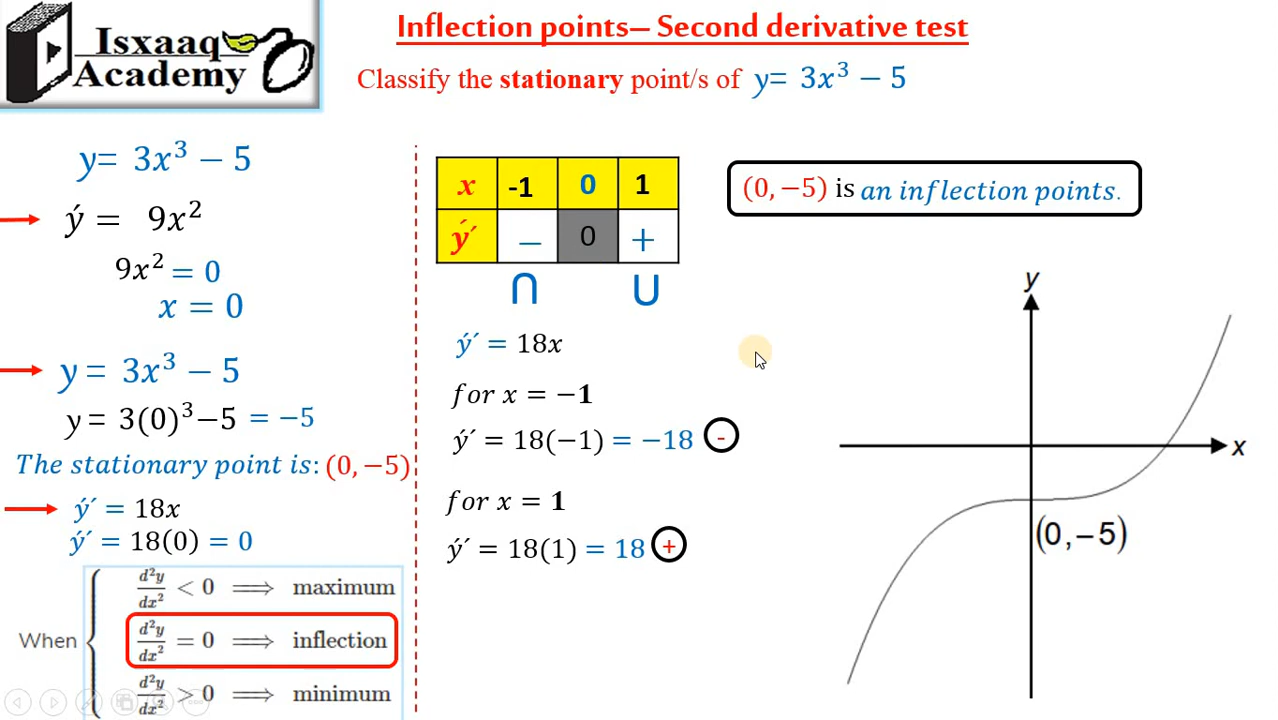 Isxaaq
Academy
Inflection points– Second derivative test
Classify the stationary point/s of y= 3x³ − 5
y= 3x³ − 5
ý = 9x²
9x² = 0
x = 0
y = 3x³ − 5
y = 3(0)³−5 = −5
The stationary point is: (0, −5)
ý′ = 18x
ý′ = 18(0) = 0
When
d²y/dx² < 0 ⟹ maximum
d²y/dx² = 0 ⟹ inflection
d²y/dx² > 0 ⟹ minimum
x -1 0 1
ý′ − 0 +
∩ ∪
ý′ = 18x
for x = −1
ý′ = 18(−1) = −18 -
for x = 1
ý′ = 18(1) = 18 +
(0, −5) is an inflection points.
y
x
(0,−5)